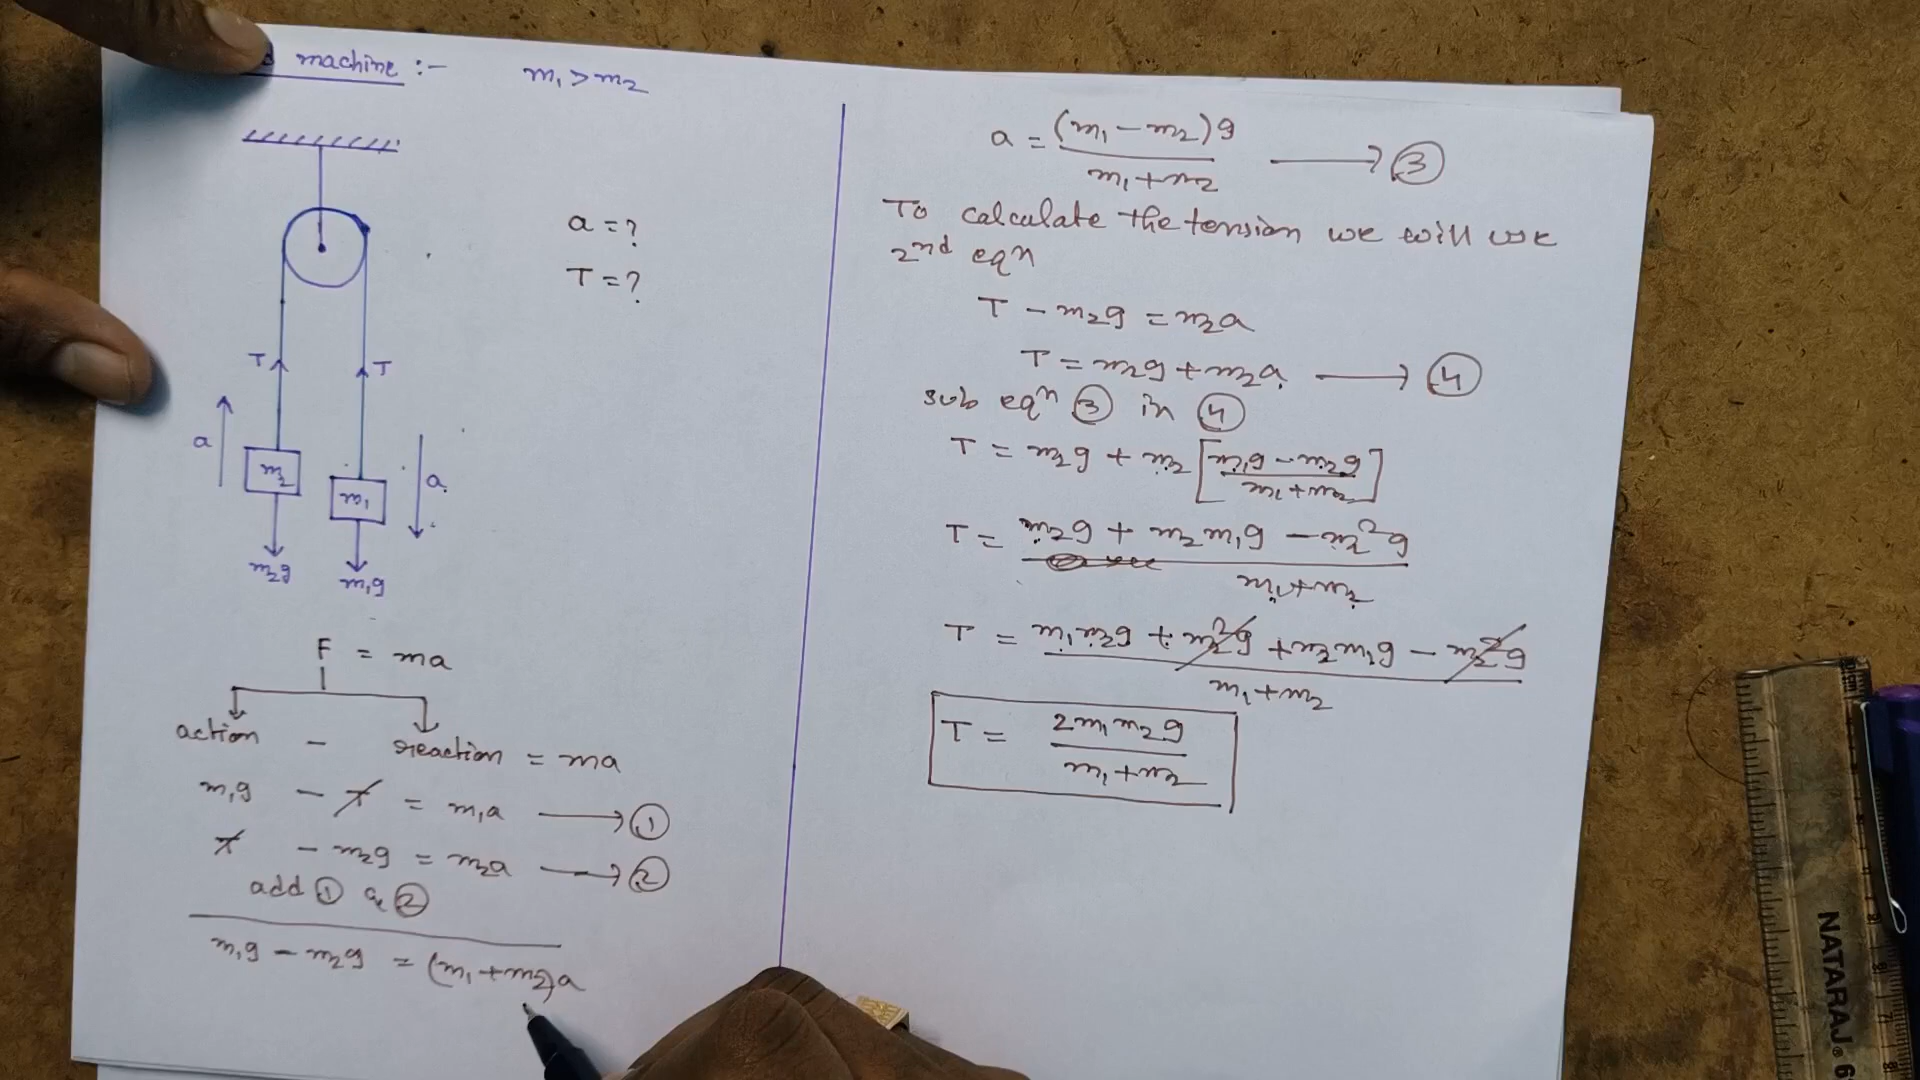 machine :-
m₁ > m₂
a = ?
T = ?
T
T
a
a
m₂
m₁
m₂g
m₁g
F = ma
action - reaction = ma
m₁g - T = m₁a → ①
T - m₂g = m₂a → ②
add ① & ②
m₁g - m₂g = (m₁+m₂)a
a = (m₁ - m₂)g / m₁+m₂ → ③
To calculate the tension we will use
2nd eqn
T - m₂g = m₂a
T = m₂g + m₂a → ④
sub eqn ③ in ④
T = m₂g + m₂ [m₁g - m₂g / m₁+m₂]
T = m₂g + m₂m₁g - m₂²g / m₁+m₂
T = m₁m₂g + m₂²g + m₂m₁g - m₂²g / m₁+m₂
T = 2m₁m₂g / m₁+m₂
NATARAJ